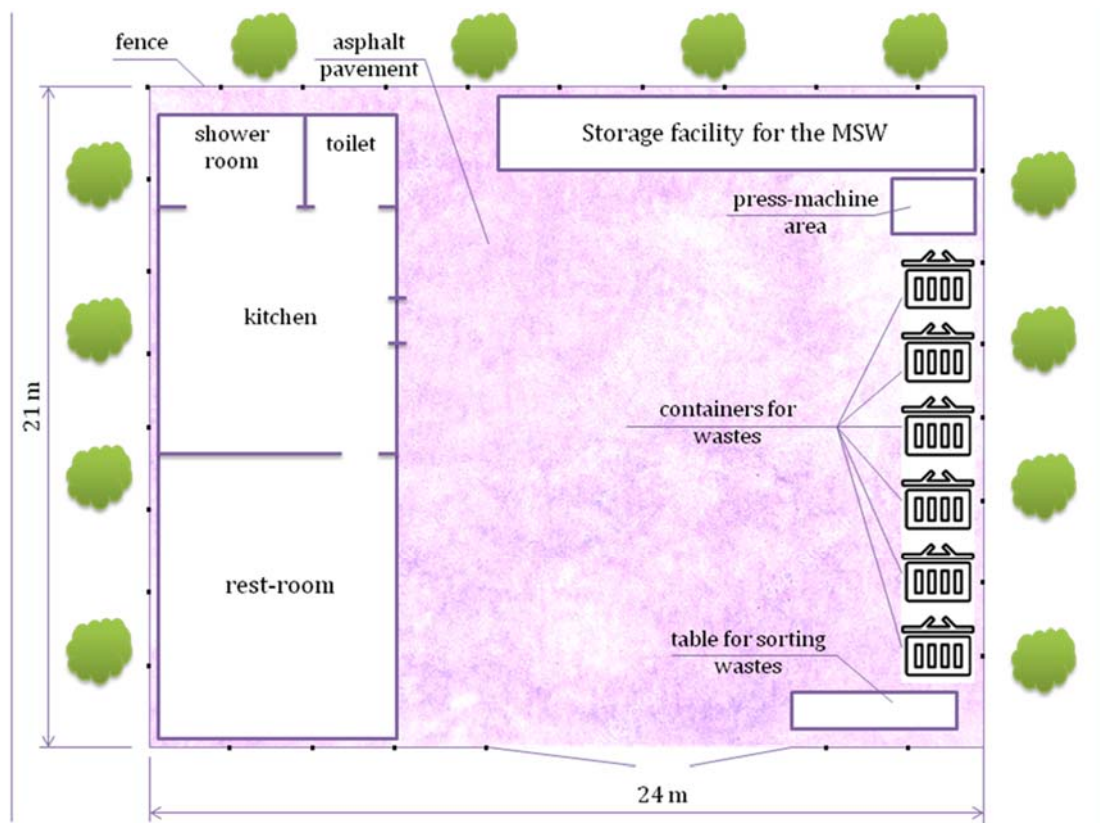 fence
asphalt
pavement
shower
room
toilet
Storage facility for the MSW
press-machine
area
kitchen
21 m
containers for
wastes
rest-room
table for sorting
wastes
24 m